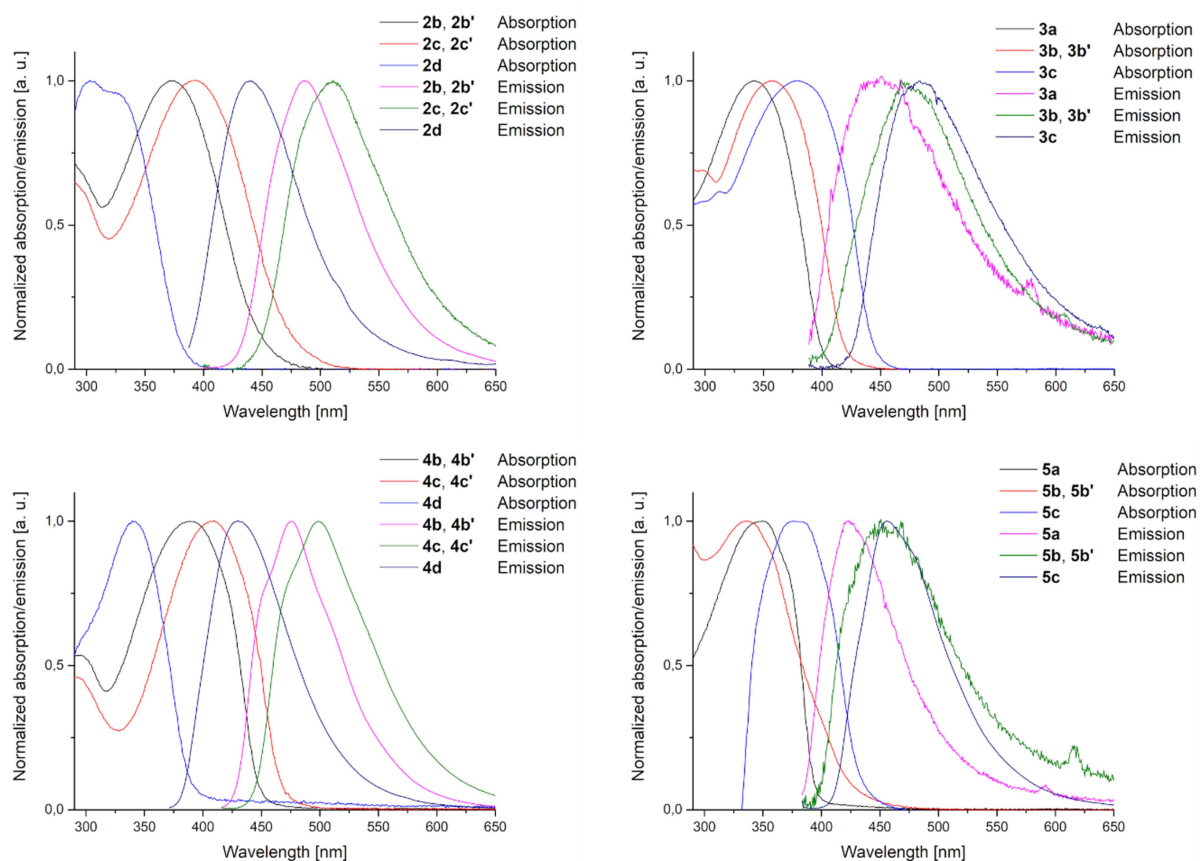 2b, 2b' Absorption
2c, 2c' Absorption
2d Absorption
2b, 2b' Emission
2c, 2c' Emission
2d Emission
Normalized absorption/emission [a. u.]
1,0
0,5
0,0
300 350 400 450 500 550 600 650
Wavelength [nm]
3a Absorption
3b, 3b' Absorption
3c Absorption
3a Emission
3b, 3b' Emission
3c Emission
Normalized absorption/emission [a. u.]
1,0
0,5
0,0
300 350 400 450 500 550 600 650
Wavelength [nm]
4b, 4b' Absorption
4c, 4c' Absorption
4d Absorption
4b, 4b' Emission
4c, 4c' Emission
4d Emission
Normalized absorption/emission [a. u.]
1,0
0,5
0,0
300 350 400 450 500 550 600 650
Wavelength [nm]
5a Absorption
5b, 5b' Absorption
5c Absorption
5a Emission
5b, 5b' Emission
5c Emission
Normalized absorption/emission [a. u.]
1,0
0,5
0,0
300 350 400 450 500 550 600 650
Wavelength [nm]